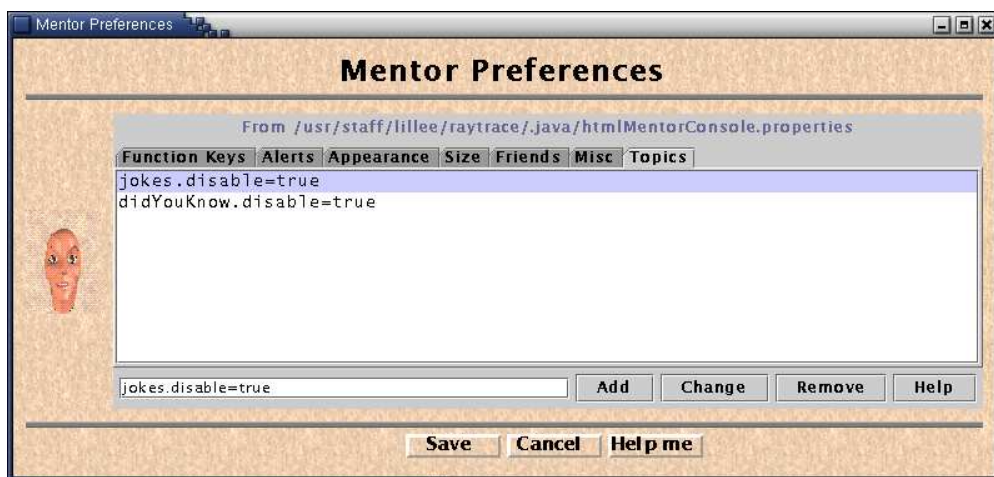 Mentor Preferences
Mentor Preferences
From /usr/staff/lillee/raytrace/.java/htmlMentorConsole.properties
Function Keys Alerts Appearance Size Friends Misc Topics
jokes.disable=true
didYouKnow.disable=true
jokes.disable=true Add Change Remove Help
Save Cancel Help me